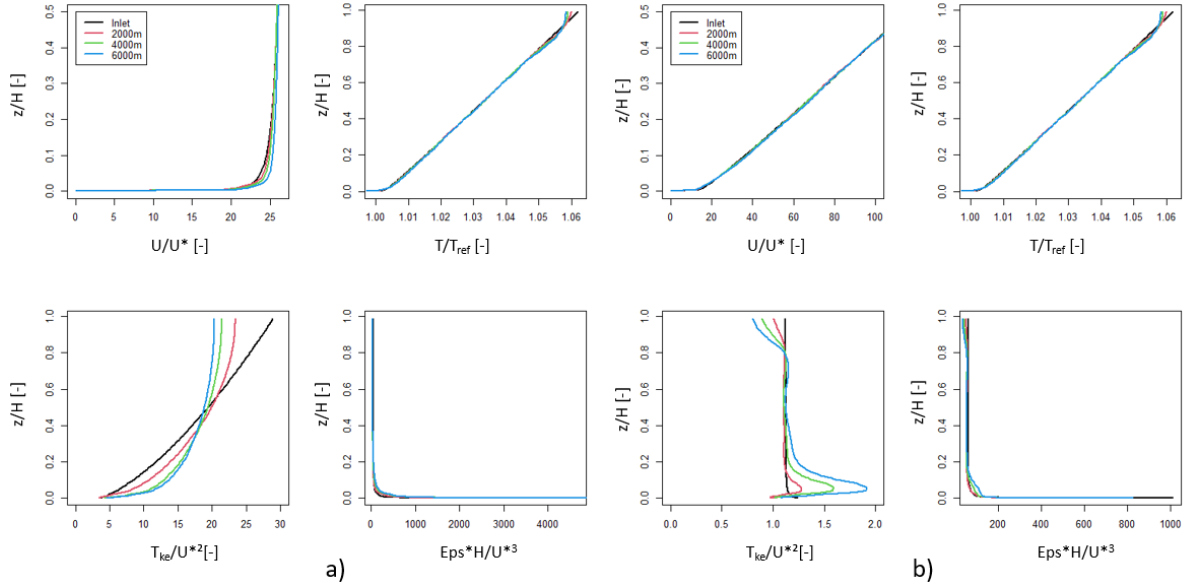 Inlet
2000m
4000m
6000m
z/H [-]
0.0 0.1 0.2 0.3 0.4 0.5
0 5 10 15 20 25
U/U* [-]
z/H [-]
0.0 0.2 0.4 0.6 0.8 1.0
1.00 1.01 1.02 1.03 1.04 1.05 1.06
T/Tref [-]
Inlet
2000m
4000m
6000m
z/H [-]
0.0 0.1 0.2 0.3 0.4 0.5
0 20 40 60 80 100
U/U* [-]
z/H [-]
0.0 0.2 0.4 0.6 0.8 1.0
1.00 1.01 1.02 1.03 1.04 1.05 1.06
T/Tref [-]
z/H [-]
0.0 0.2 0.4 0.6 0.8 1.0
0 5 10 15 20 25 30
Tke/U*²[-]
z/H [-]
0.0 0.2 0.4 0.6 0.8 1.0
0 1000 2000 3000 4000
Eps*H/U*³
z/H [-]
0.0 0.2 0.4 0.6 0.8 1.0
0.0 0.5 1.0 1.5 2.0
Tke/U*²[-]
z/H [-]
0.0 0.2 0.4 0.6 0.8 1.0
200 400 600 800 1000
Eps*H/U*³
a)
b)